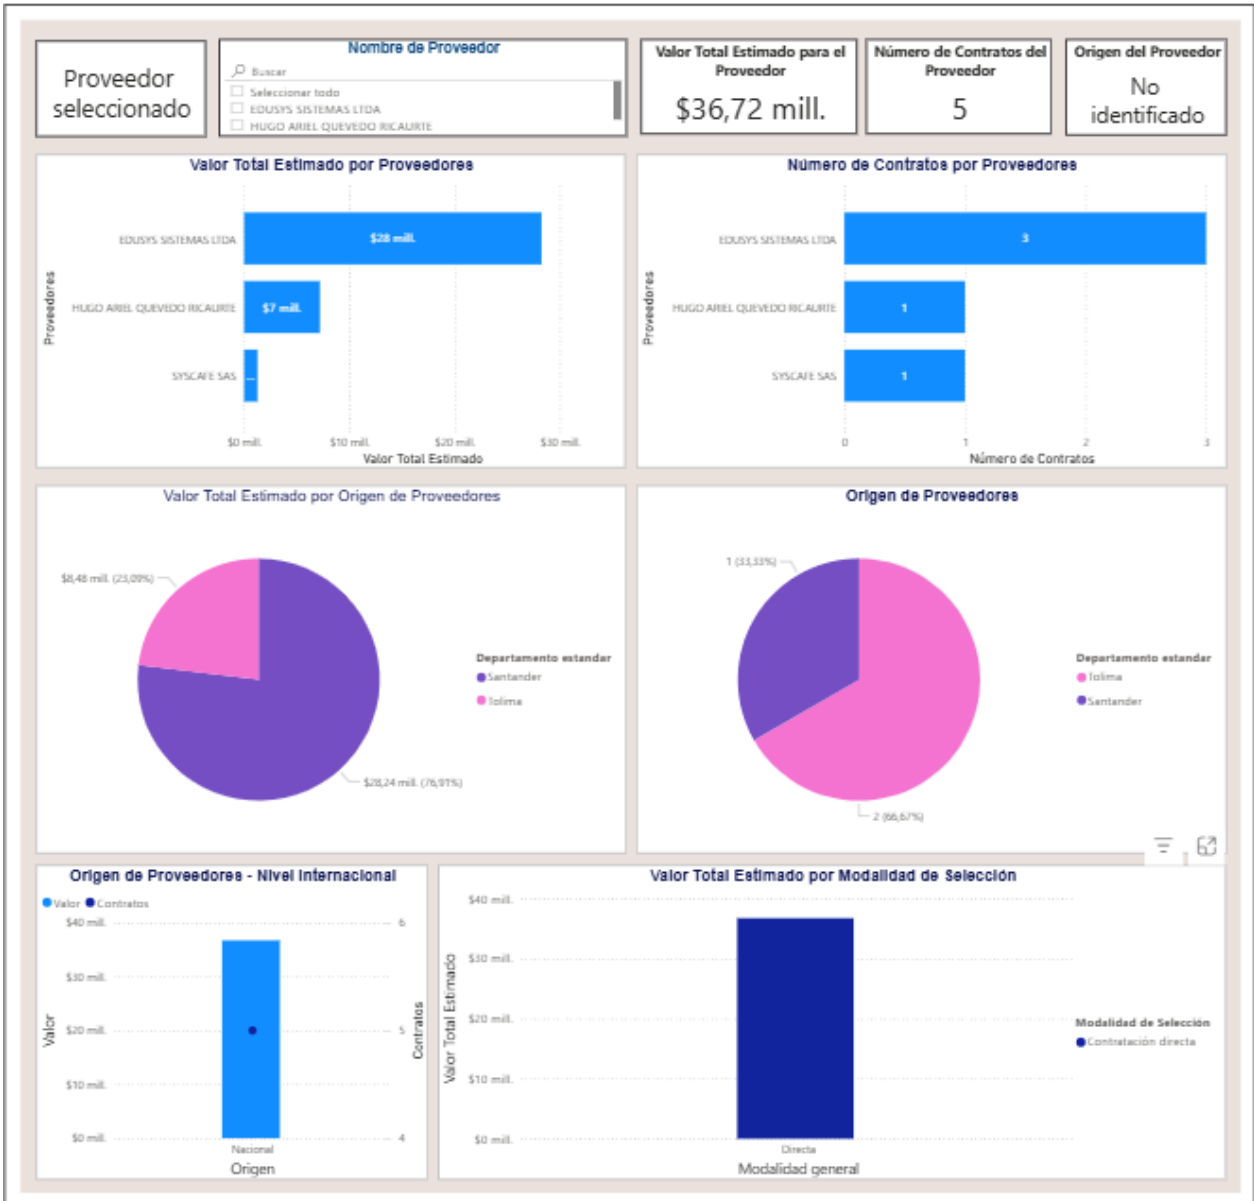 Proveedor
seleccionado
Nombre de Proveedor
Buscar
Seleccionar todo
EDUSYS SISTEMAS LTDA
HUGO ARIEL QUEVEDO RICAURTE
Valor Total Estimado para el
Proveedor
$36,72 mill.
Número de Contratos del
Proveedor
5
Origen del Proveedor
No
identificado
Valor Total Estimado por Proveedores
Proveedores
EDUSYS SISTEMAS LTDA
$28 mill.
HUGO ARIEL QUEVEDO RICAURTE
$7 mill.
SYSCAFE SAS
...
$0 mill.
$10 mill.
$20 mill.
$30 mill.
Valor Total Estimado
Número de Contratos por Proveedores
Proveedores
EDUSYS SISTEMAS LTDA
3
HUGO ARIEL QUEVEDO RICAURTE
1
SYSCAFE SAS
1
0
1
2
3
Número de Contratos
Valor Total Estimado por Origen de Proveedores
$8,48 mill. (23,09%)
$28,24 mill. (76,91%)
Departamento estandar
Santander
Tolima
Origen de Proveedores
1 (33,33%)
2 (66,67%)
Departamento estandar
Tolima
Santander
Origen de Proveedores - Nivel Internacional
Valor
Contratos
$40 mill.
$30 mill.
$20 mill.
$10 mill.
$0 mill.
Valor
6
5
4
Contratos
Nacional
Origen
Valor Total Estimado por Modalidad de Selección
Valor Total Estimado
$40 mill.
$30 mill.
$20 mill.
$10 mill.
$0 mill.
Directa
Modalidad general
Modalidad de Selección
Contratación directa